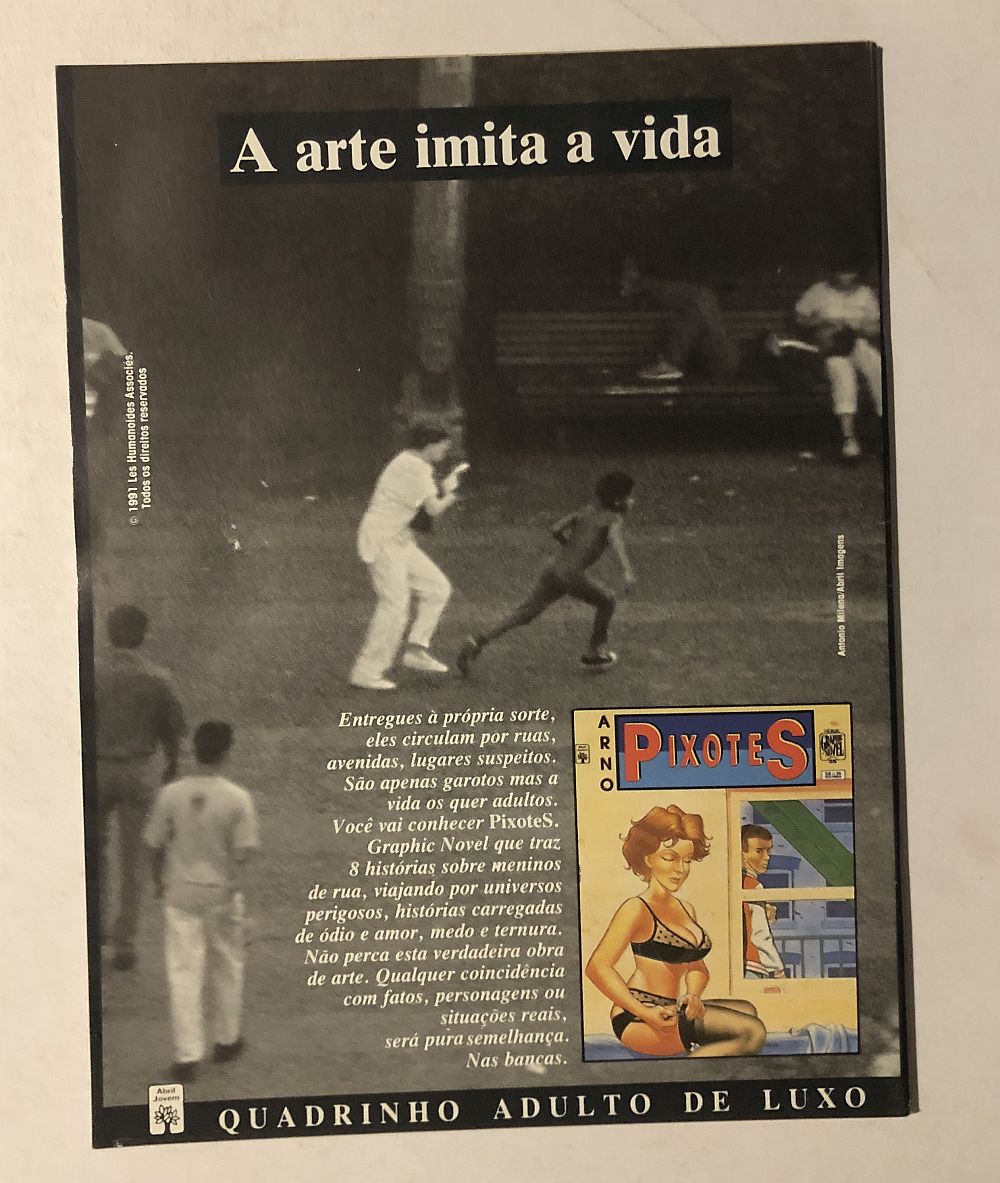 A arte imita a vida
© 1991 Les Humanoides Associés.
Todos os direitos reservados
Antonio Milena/Abril Imagens
Entregues à própria sorte,
eles circulam por ruas,
avenidas, lugares suspeitos.
São apenas garotos mas a
vida os quer adultos.
Você vai conhecer PixoteS.
Graphic Novel que traz
8 histórias sobre meninos
de rua, viajando por universos
perigosos, histórias carregadas
de ódio e amor, medo e ternura.
Não perca esta verdadeira obra
de arte. Qualquer coincidência
com fatos, personagens ou
situações reais,
será pura semelhança.
Nas bancas.
ARNO
PIXOTES
GRAPHIC
NOVEL
Abril
Jovem
QUADRINHO ADULTO DE LUXO